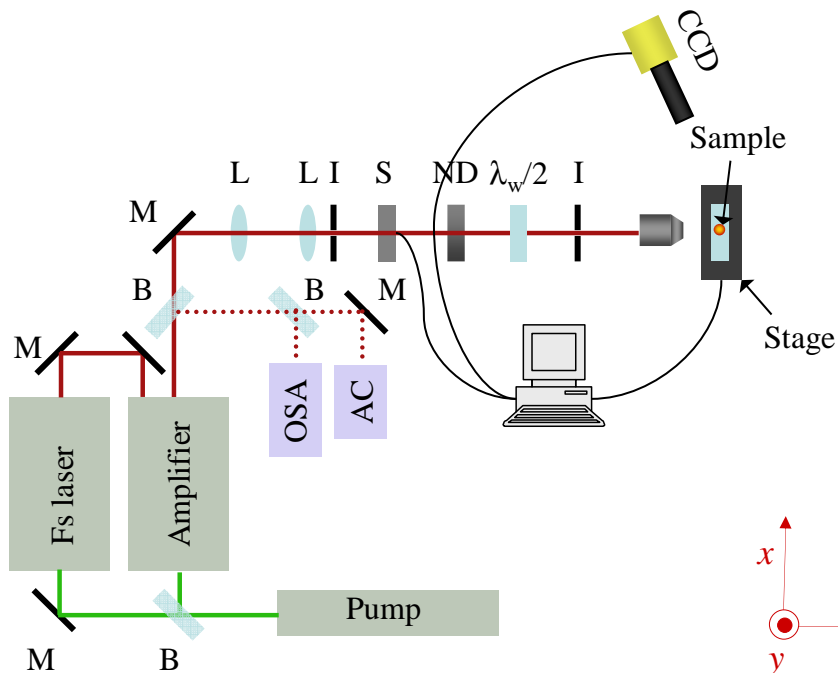 CCD
Sample
L
L
I
S
ND
λw/2
I
M
B
B
M
Stage
M
OSA
AC
Fs laser
Amplifier
Pump
M
B
x
y